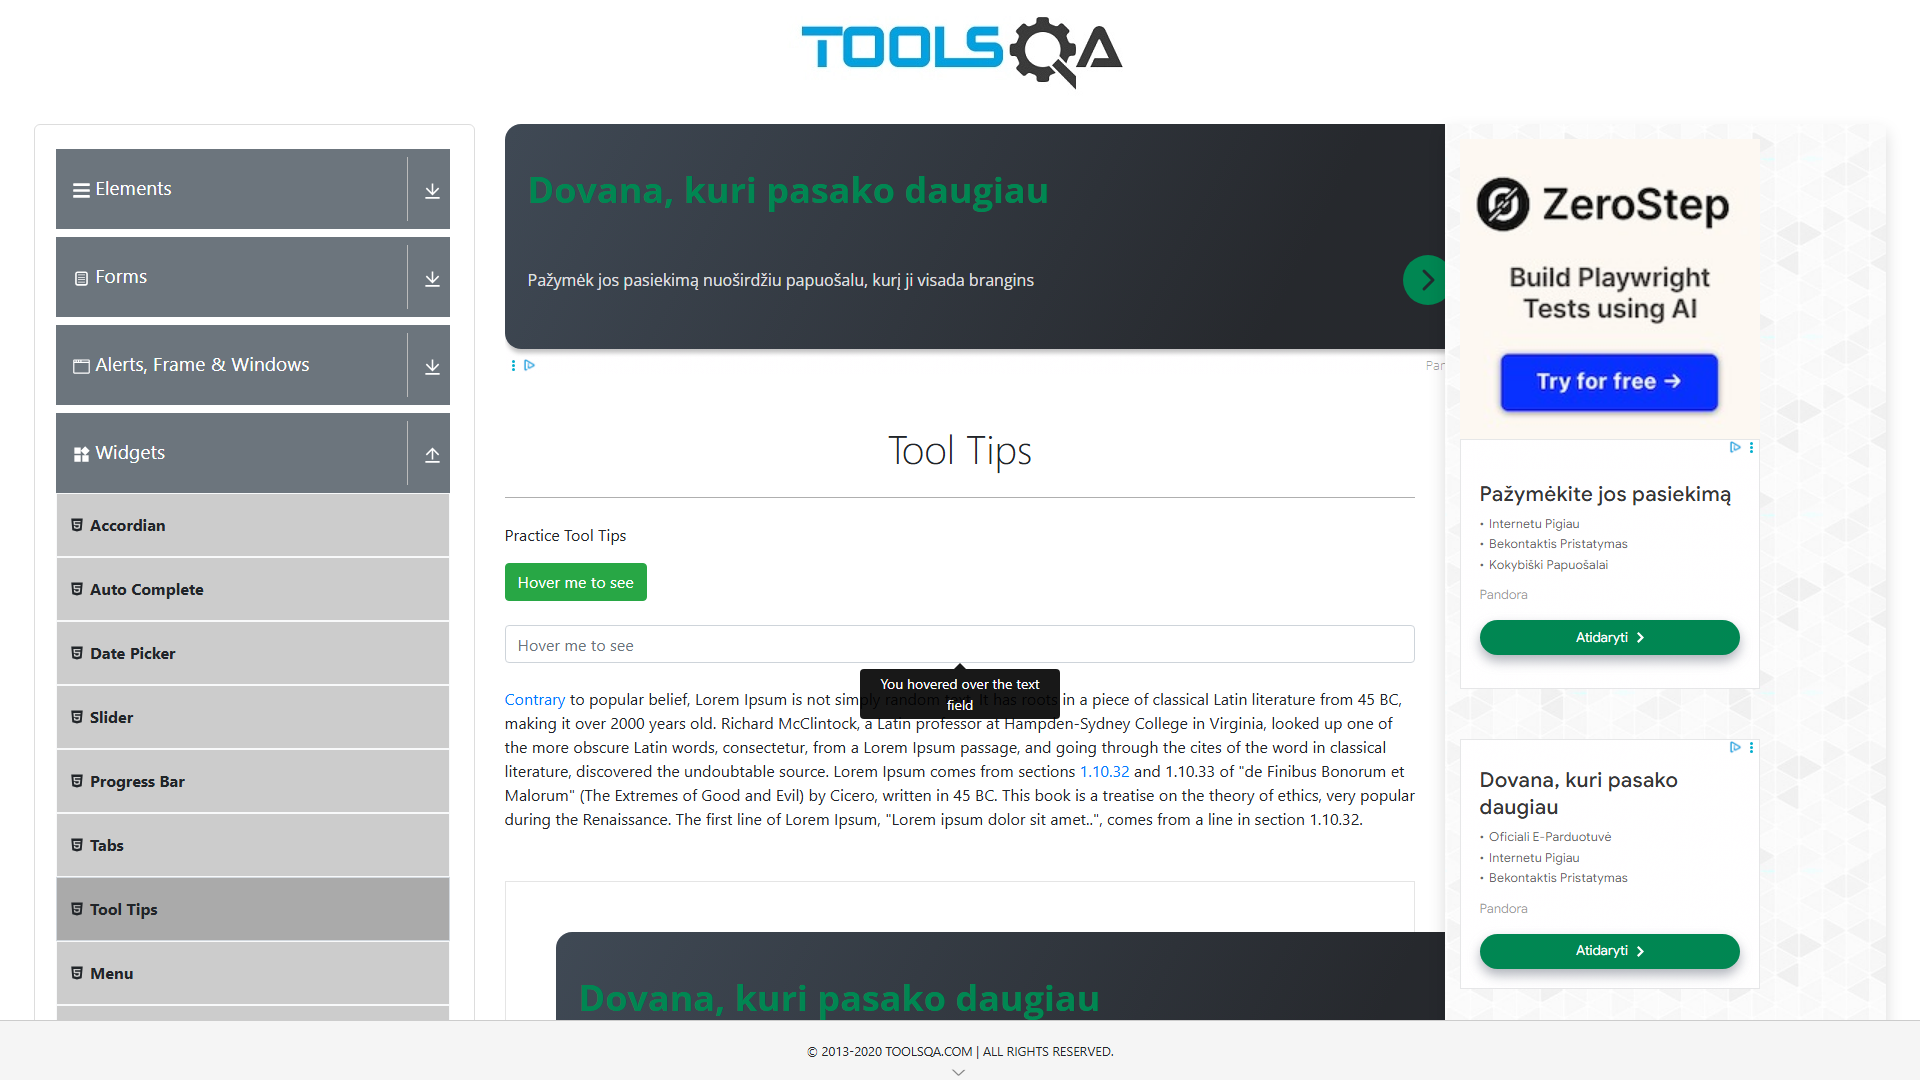 TOOLSQA
Elements
Forms
Alerts, Frame & Windows
Widgets
Accordian
Auto Complete
Date Picker
Slider
Progress Bar
Tabs
Tool Tips
Menu
Dovana, kuri pasako daugiau
Pažymėk jos pasiekimą nuoširdžiu papuošalu, kurį ji visada brangins
Tool Tips
Practice Tool Tips
Hover me to see
Hover me to see
You hovered over the text
field
Contrary to popular belief, Lorem Ipsum is not simply random text. It has roots in a piece of classical Latin literature from 45 BC,
making it over 2000 years old. Richard McClintock, a Latin professor at Hampden-Sydney College in Virginia, looked up one of
the more obscure Latin words, consectetur, from a Lorem Ipsum passage, and going through the cites of the word in classical
literature, discovered the undoubtable source. Lorem Ipsum comes from sections 1.10.32 and 1.10.33 of "de Finibus Bonorum et
Malorum" (The Extremes of Good and Evil) by Cicero, written in 45 BC. This book is a treatise on the theory of ethics, very popular
during the Renaissance. The first line of Lorem Ipsum, "Lorem ipsum dolor sit amet..", comes from a line in section 1.10.32.
Dovana, kuri pasako daugiau
ZeroStep
Build Playwright
Tests using AI
Try for free →
Pažymėkite jos pasiekimą
• Internetu Pigiau
• Bekontaktis Pristatymas
• Kokybiški Papuošalai
Pandora
Atidaryti
Dovana, kuri pasako
daugiau
• Oficiali E-Parduotuvė
• Internetu Pigiau
• Bekontaktis Pristatymas
Pandora
Atidaryti
© 2013-2020 TOOLSQA.COM | ALL RIGHTS RESERVED.